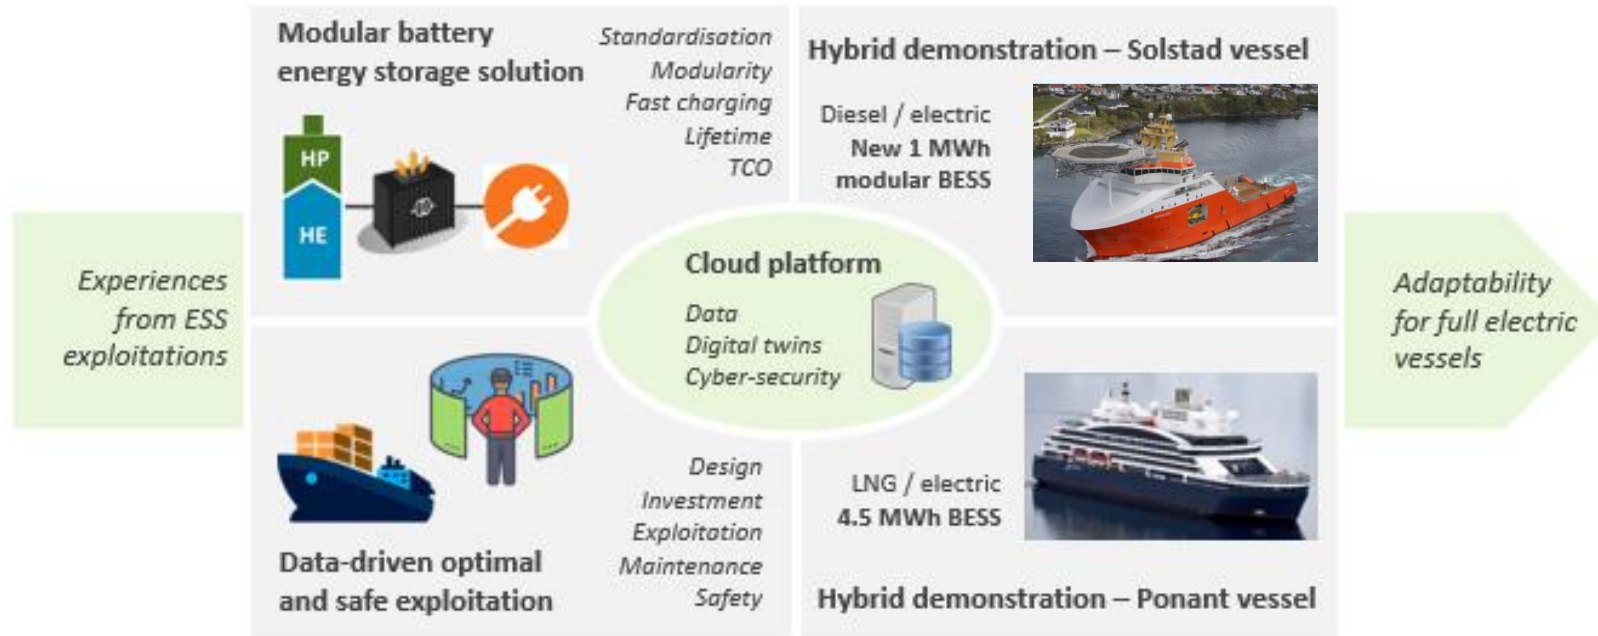 Experiences
from ESS
exploitations
Modular battery
energy storage solution
Standardisation
Modularity
Fast charging
Lifetime
TCO
HP
HE
Hybrid demonstration – Solstad vessel
Diesel / electric
New 1 MWh
modular BESS
Cloud platform
Data
Digital twins
Cyber-security
Data-driven optimal
and safe exploitation
Design
Investment
Exploitation
Maintenance
Safety
LNG / electric
4.5 MWh BESS
Hybrid demonstration – Ponant vessel
Adaptability
for full electric
vessels